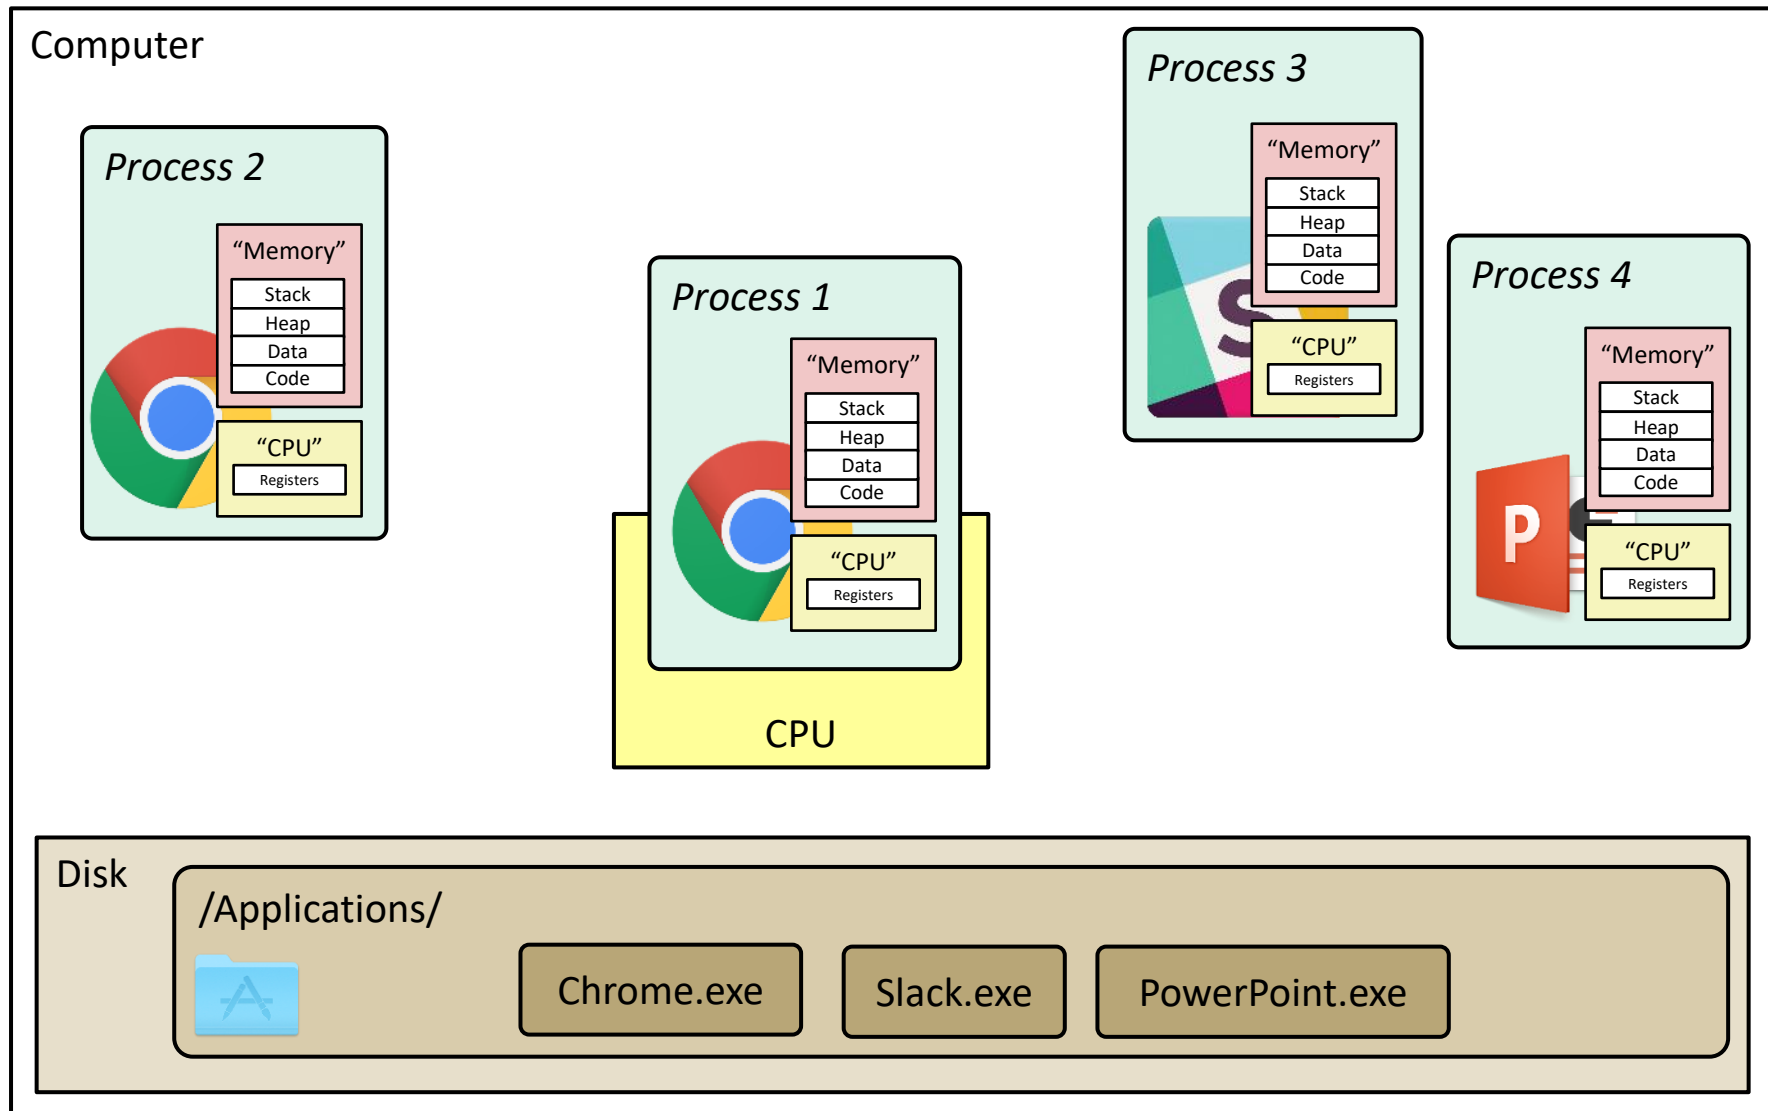 Computer
Process 2
“Memory”
Stack
Heap
Data
Code
“CPU”
Registers
Process 1
“Memory”
Stack
Heap
Data
Code
“CPU”
Registers
CPU
Process 3
“Memory”
Stack
Heap
Data
Code
S
“CPU”
Registers
Process 4
“Memory”
Stack
Heap
Data
Code
P
“CPU”
Registers
Disk
/Applications/
Chrome.exe
Slack.exe
PowerPoint.exe